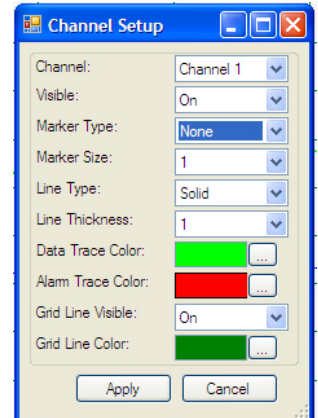 Channel Setup
Channel: Channel 1
Visible: On
Marker Type: None
Marker Size: 1
Line Type: Solid
Line Thickness: 1
Data Trace Color: ...
Alarm Trace Color: ...
Grid Line Visible: On
Grid Line Color: ...
Apply Cancel